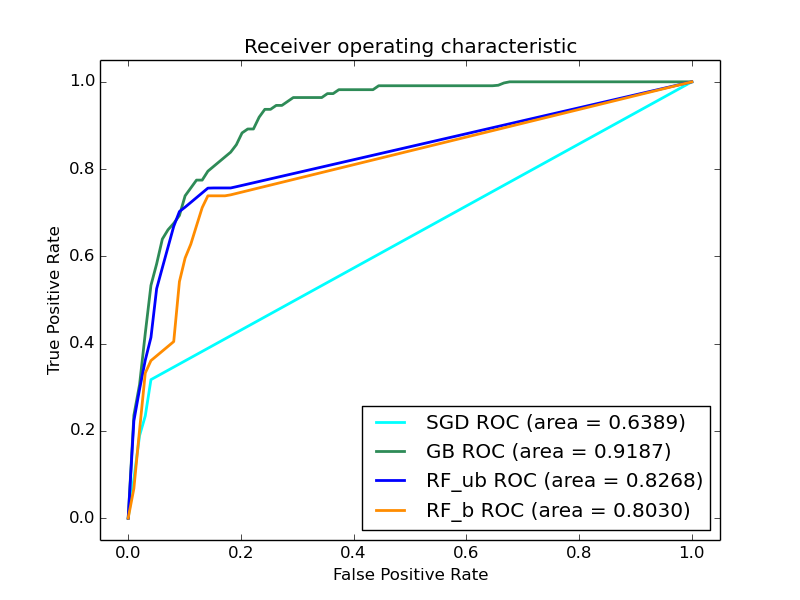 Receiver operating characteristic
1.0
0.8
0.6
0.4
0.2
0.0
True Positive Rate
SGD ROC (area = 0.6389)
GB ROC (area = 0.9187)
RF_ub ROC (area = 0.8268)
RF_b ROC (area = 0.8030)
0.0 0.2 0.4 0.6 0.8 1.0
False Positive Rate